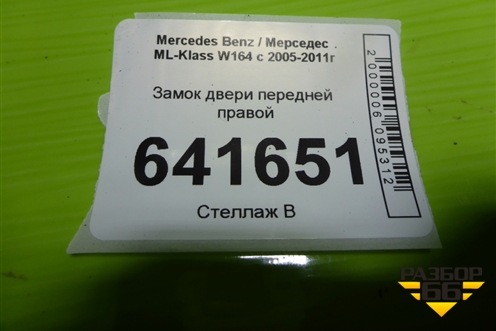 Mercedes Benz / Мерседес .
ML-Klass W164 с 2005-2011г
Замок двери передней
правой
641651
Стеллаж В
2000006095312
РАЗБОР
66